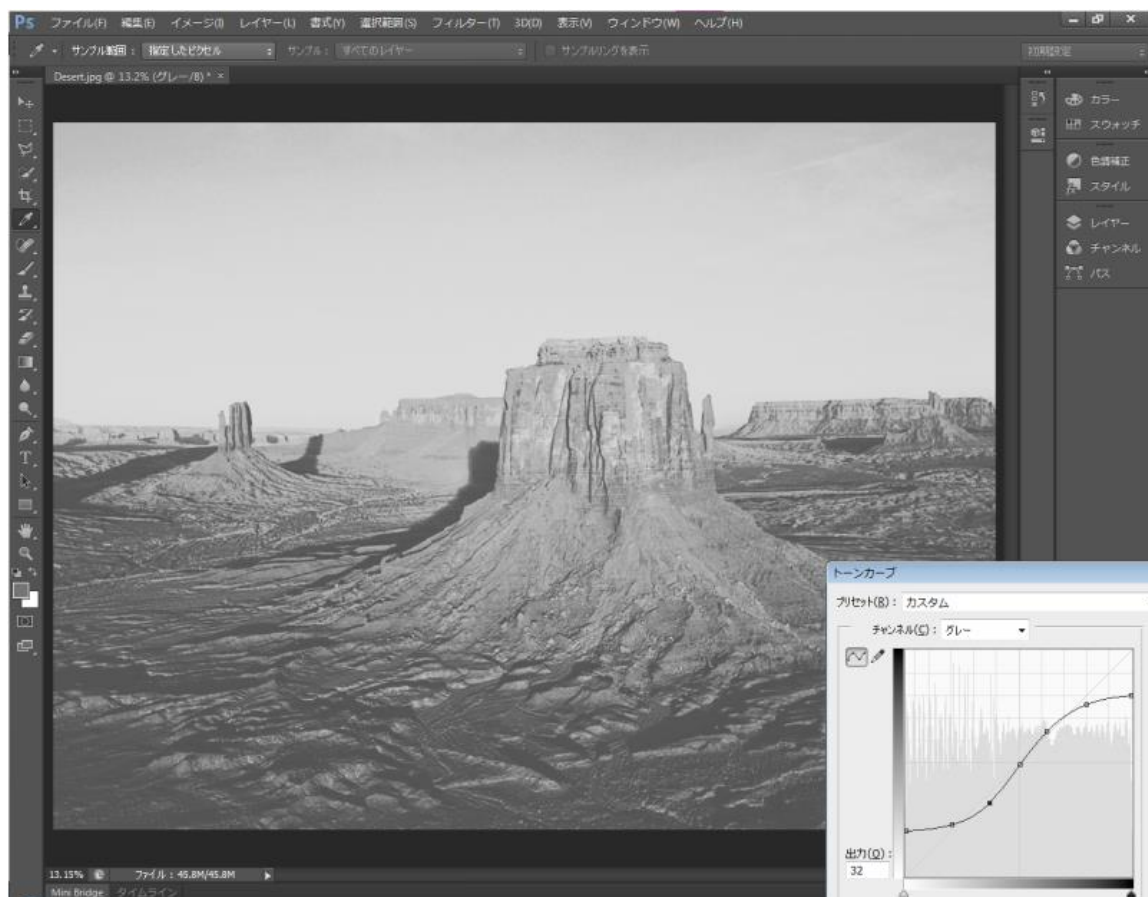 Ps ファイル(F) 編集(E) イメージ(I) レイヤー(L) 書式(Y) 選択範囲(S) フィルター(T) 3D(D) 表示(V) ウィンドウ(W) ヘルプ(H)
サンプル範囲： 指定したピクセル サンプル： すべてのレイヤー サンプルリングを表示 初期設定
Desert.jpg @ 13.2% (グレー/8) * ×
カラー
スウォッチ
色調補正
スタイル
レイヤー
チャンネル
パス
トーンカーブ
プリセット(R)： カスタム
チャンネル(C)： グレー
出力(O)：
32
13.15% ファイル : 45.8M/45.8M
Mini Bridge タイムライン